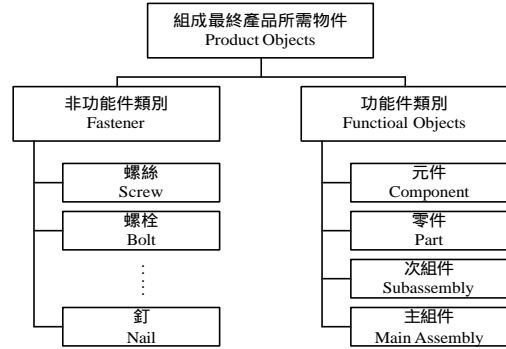 組成最終產品所需物件
Product Objects
非功能件類別
Fastener
功能件類別
Functioal Objects
螺絲
Screw
螺栓
Bolt
釘
Nail
元件
Component
零件
Part
次組件
Subassembly
主組件
Main Assembly